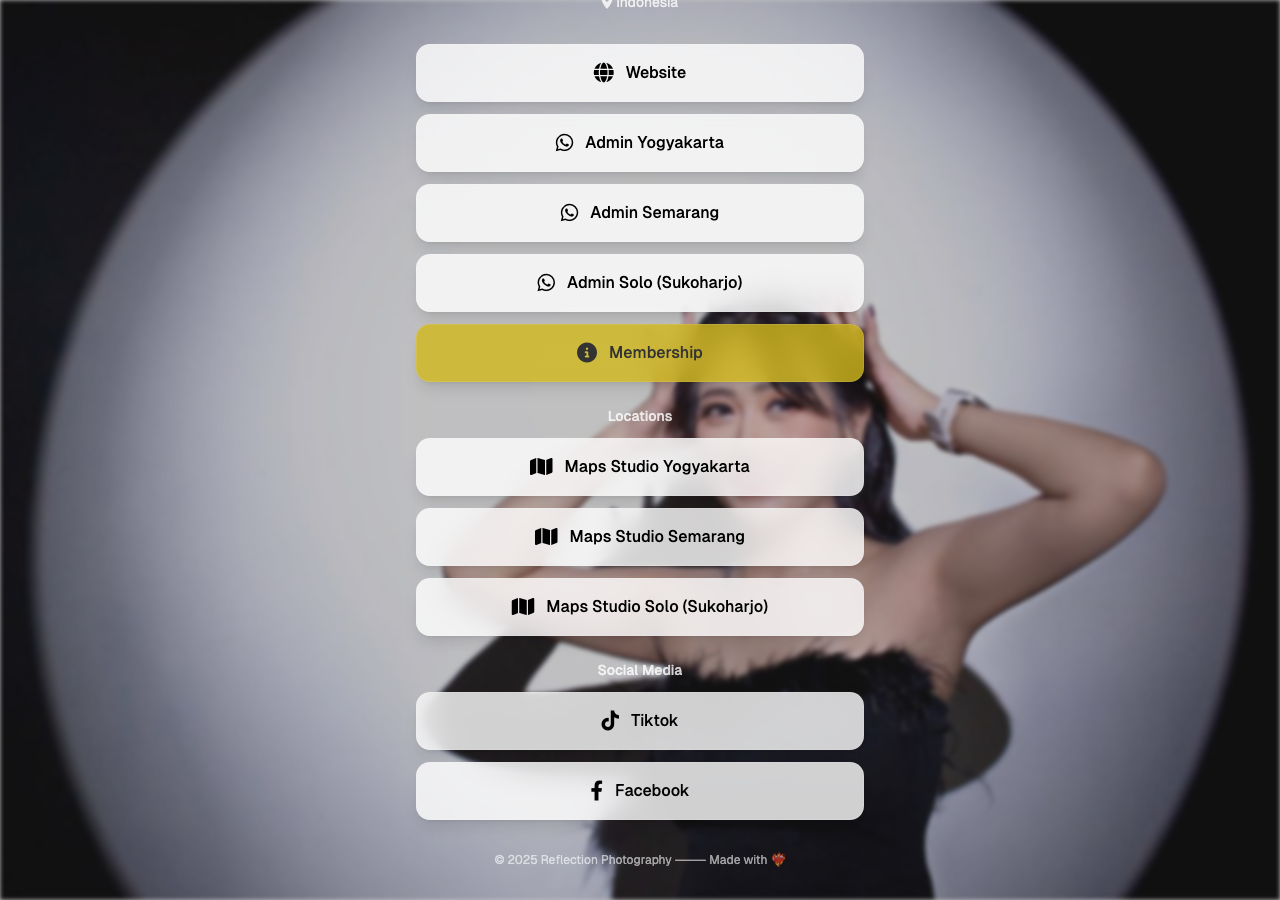 Indonesia
Website
Admin Yogyakarta
Admin Semarang
Admin Solo (Sukoharjo)
Membership
Locations
Maps Studio Yogyakarta
Maps Studio Semarang
Maps Studio Solo (Sukoharjo)
Social Media
Tiktok
Facebook
© 2025 Reflection Photography ⸻ Made with ❤️‍🔥